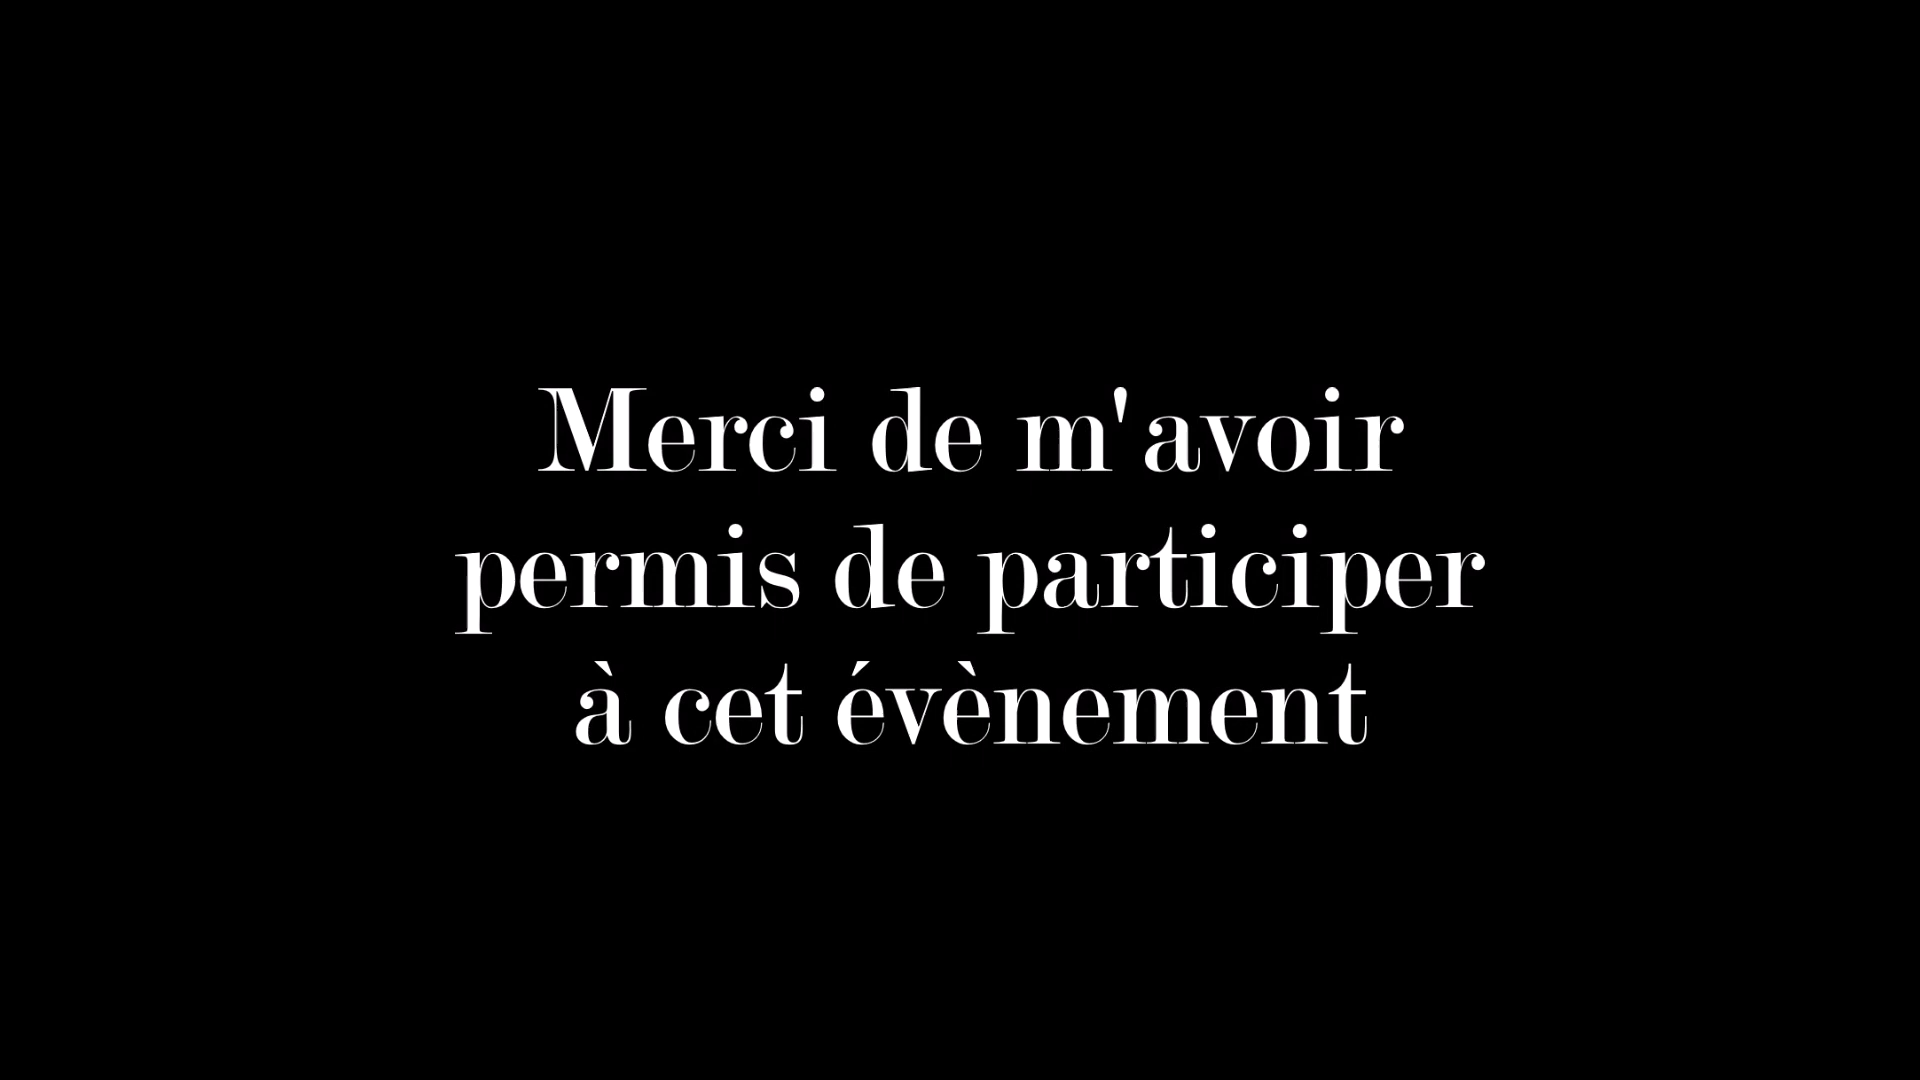 Merci de m'avoir
permis de participer
à cet évènement